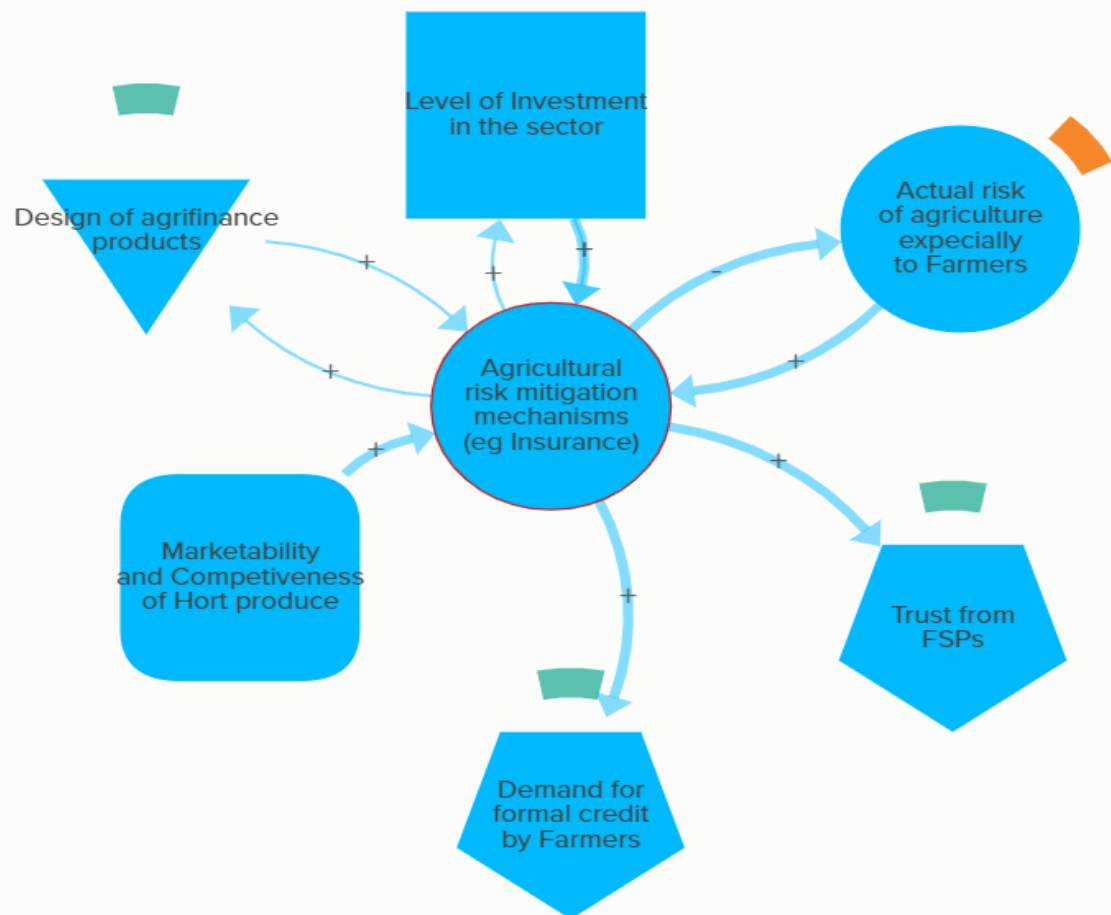 Level of Investment
in the sector
Design of agrifinance
products
Actual risk
of agriculture
expecially
to Farmers
+
+
+
-
+
+
Agricultural
risk mitigation
mechanisms
(eg Insurance)
+
+
Marketability
and Competiveness
of Hort produce
+
Trust from
FSPs
Demand for
formal credit
by Farmers